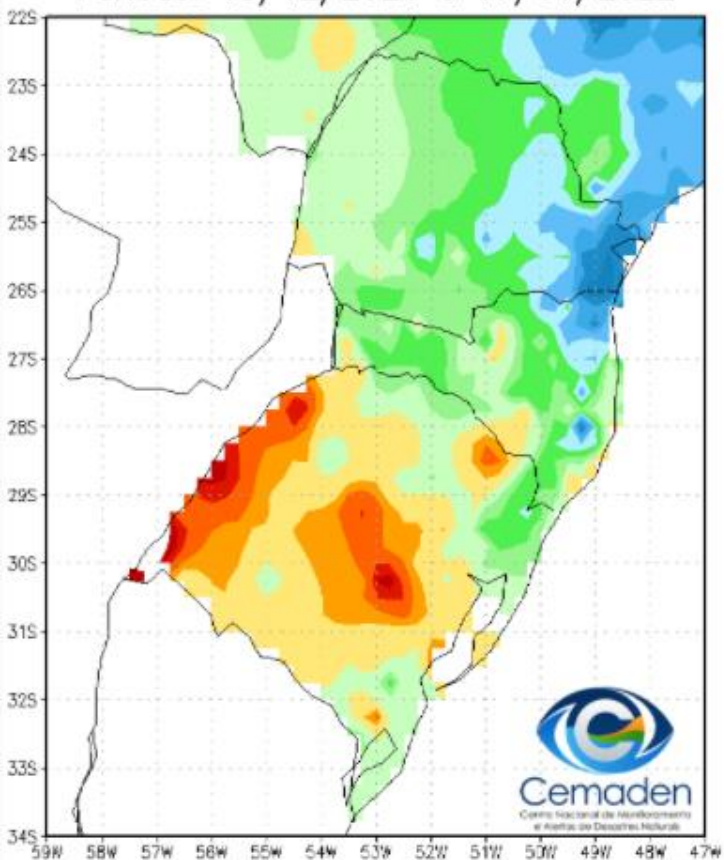 22S
23S
24S
25S
26S
27S
28S
29S
30S
31S
32S
33S
34S
59W 58W 57W 56W 55W 54W 53W 52W 51W 50W 49W 48W 47W
Cemaden
Centro Nacional de Monitoramento
e Alertas de Desastres Naturais